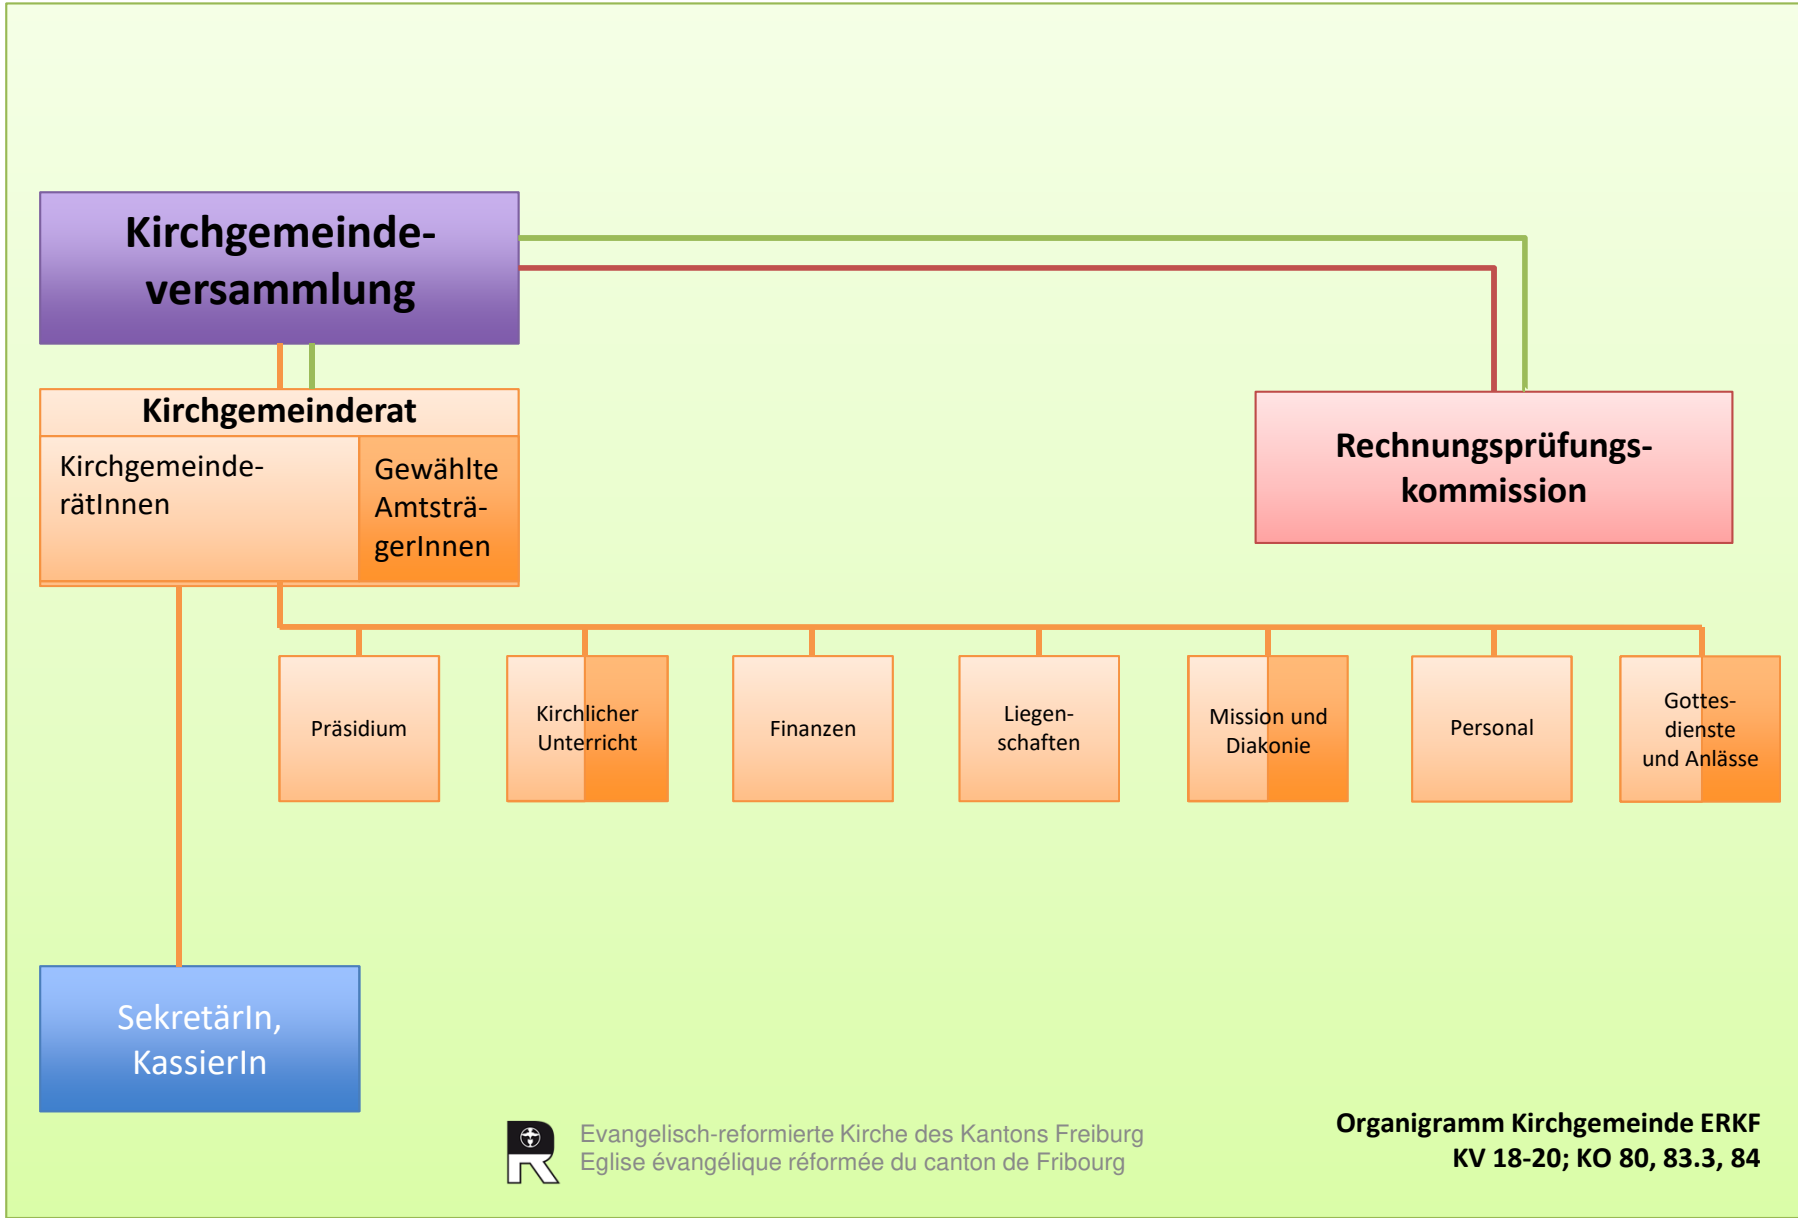 Kirchgemeinde-
versammlung
Kirchgemeinderat
Kirchgemeinde-
rätInnen
Gewählte
Amtsträ-
gerInnen
Rechnungsprüfungs-
kommission
Präsidium
Kirchlicher
Unterricht
Finanzen
Liegen-
schaften
Mission und
Diakonie
Personal
Gottes-
dienste
und Anlässe
SekretärIn,
KassierIn
Evangelisch-reformierte Kirche des Kantons Freiburg
Eglise évangélique réformée du canton de Fribourg
Organigramm Kirchgemeinde ERKF
KV 18-20; KO 80, 83.3, 84